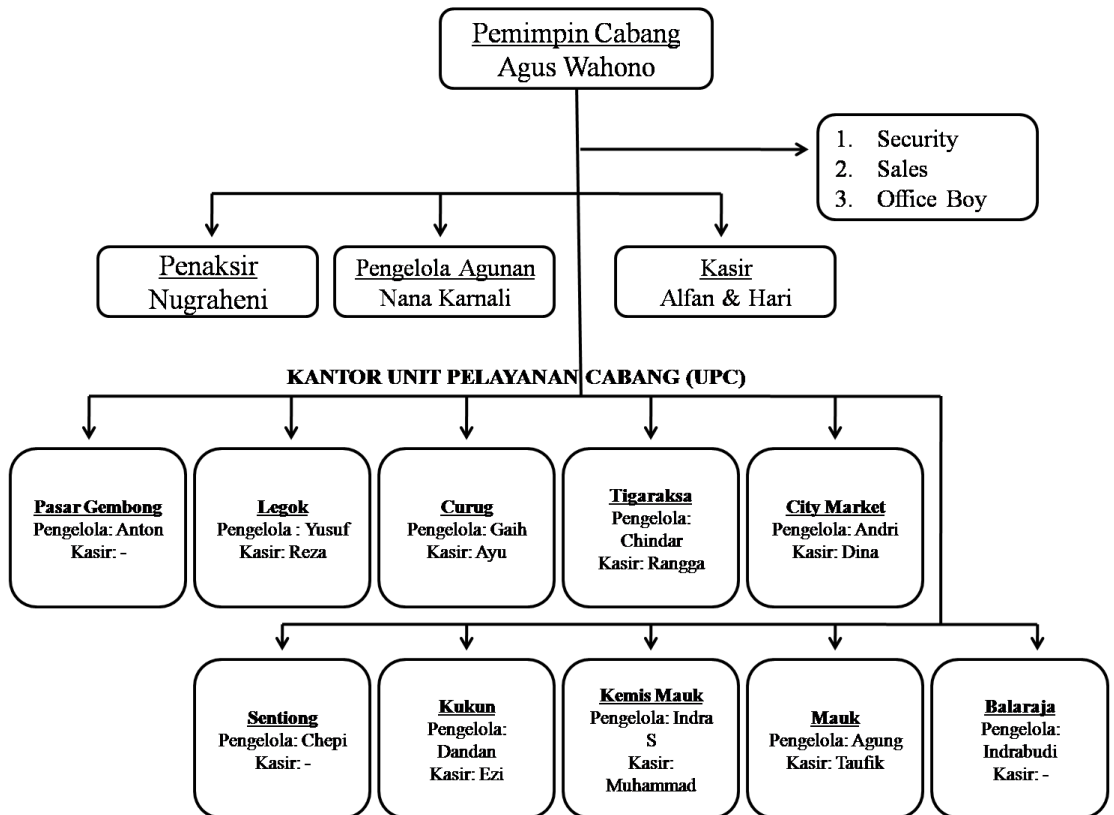 Pemimpin Cabang
Agus Wahono
1. Security
2. Sales
3. Office Boy
Penaksir
Nugraheni
Pengelola Agunan
Nana Karnali
Kasir
Alfan & Hari
KANTOR UNIT PELAYANAN CABANG (UPC)
Pasar Gembong
Pengelola: Anton
Kasir: -
Legok
Pengelola : Yusuf
Kasir: Reza
Curug
Pengelola: Gaih
Kasir: Ayu
Tigaraksa
Pengelola:
Chindar
Kasir: Rangga
City Market
Pengelola: Andri
Kasir: Dina
Sentiong
Pengelola: Chepi
Kasir: -
Kukun
Pengelola:
Dandan
Kasir: Ezi
Kemis Mauk
Pengelola: Indra
S
Kasir:
Muhammad
Mauk
Pengelola: Agung
Kasir: Taufik
Balaraja
Pengelola:
Indrabudi
Kasir: -